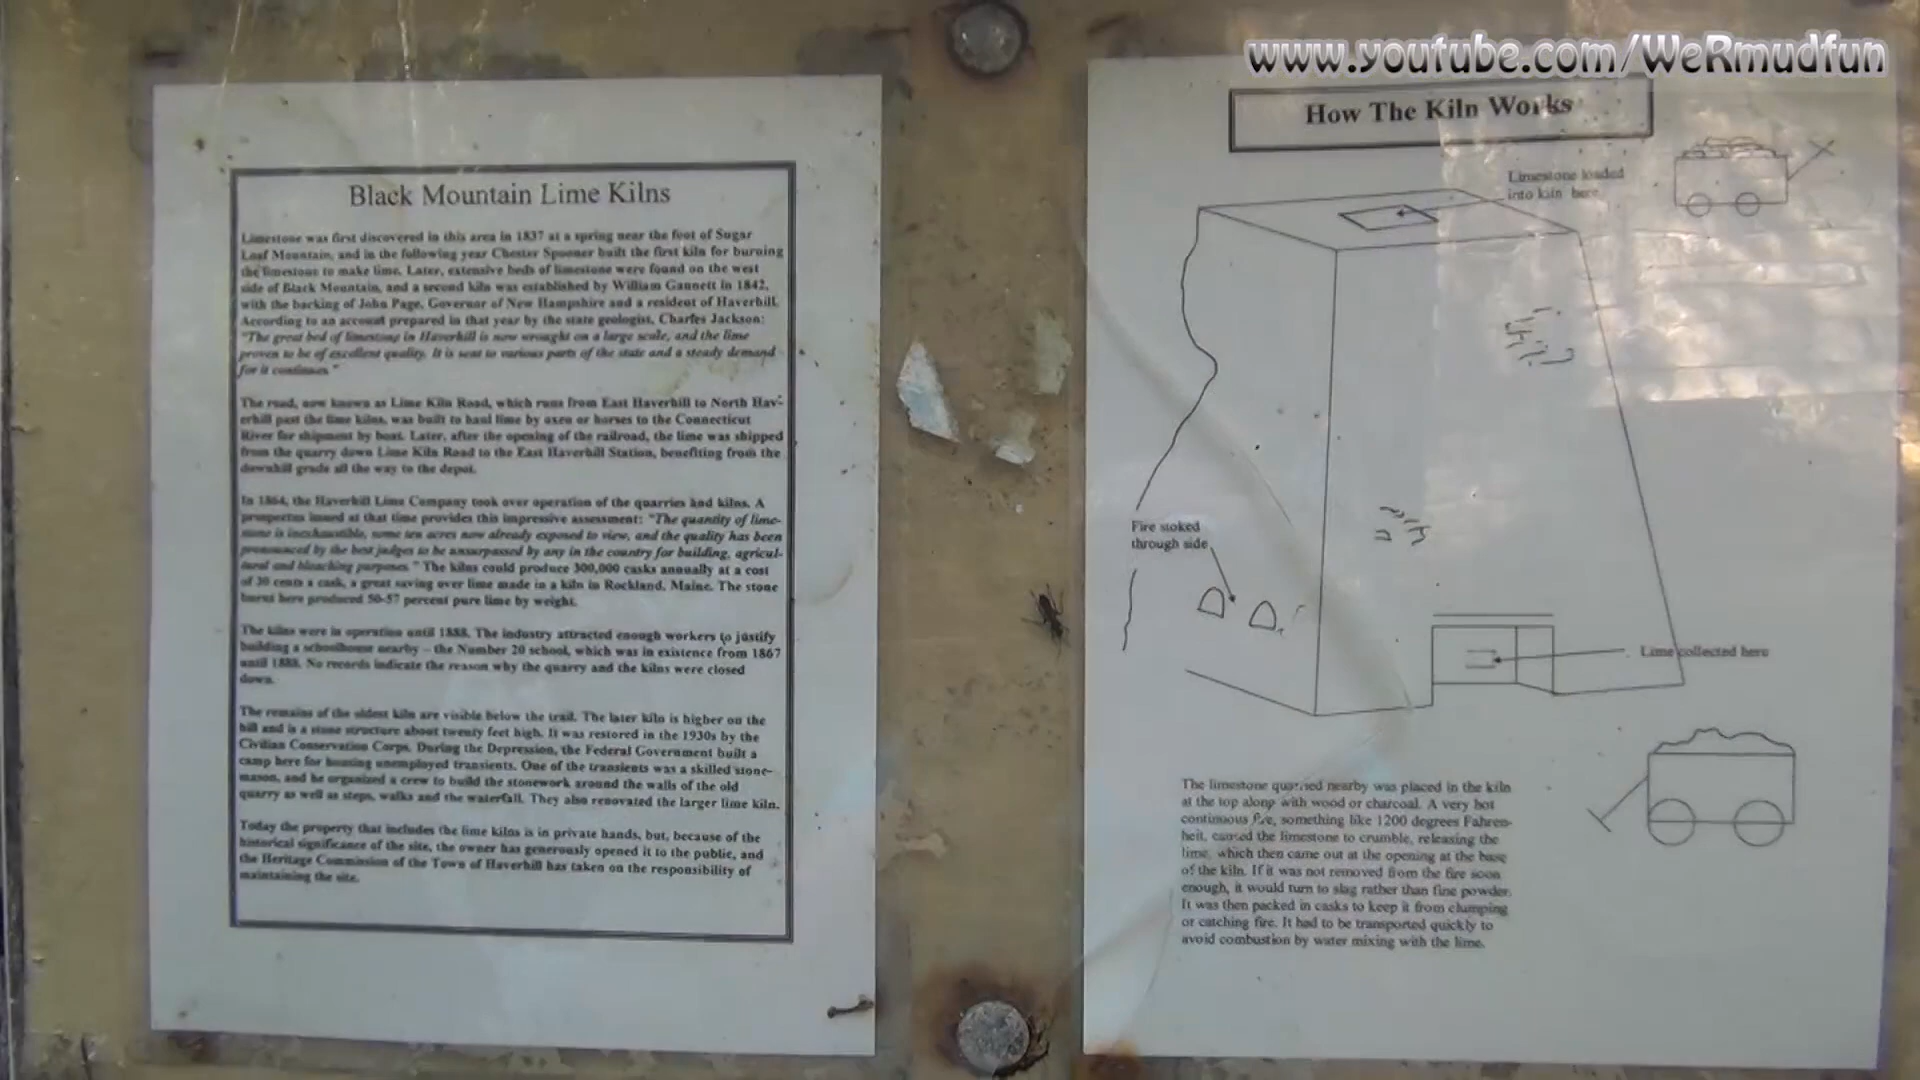 www.youtube.com/WeRmudfun
Black Mountain Lime Kilns
Limestone was first discovered in this area in 1837 at a spring near the foot of Sugar
Loaf Mountain, and in the following year Chester Spooner built the first kiln for burning
the limestone to make lime. Later, extensive beds of limestone were found on the west
side of Black Mountain, and a second kiln was established by William Gannett in 1842,
with the backing of John Page, Governor of New Hampshire and a resident of Haverhill.
According to an account prepared in that year by the state geologist, Charles Jackson:
"The great bed of limestone in Haverhill is now wrought on a large scale, and the lime
proven to be of excellent quality. It is sent to various parts of the state and a steady demand
for it continues."
The road, now known as Lime Kiln Road, which runs from East Haverhill to North Hav-
erhill past the lime kilns, was built to haul lime by oxen or horses to the Connecticut
River for shipment by boat. Later, after the opening of the railroad, the lime was shipped
from the quarry down Lime Kiln Road to the East Haverhill Station, benefiting from the
downhill grade all the way to the depot.
In 1864, the Haverhill Lime Company took over operation of the quarries and kilns. A
prospectus issued at that time provides this impressive assessment: "The quantity of lime-
stone is inexhaustible, some ten acres now already exposed to view, and the quality has been
pronounced by the best judges to be unsurpassed by any in the country for building, agricul-
tural and bleaching purposes." The kilns could produce 300,000 casks annually at a cost
of 30 cents a cask, a great saving over lime made in a kiln in Rockland, Maine. The stone
burnt here produced 50-57 percent pure lime by weight.
The kilns were in operation until 1888. The industry attracted enough workers to justify
building a schoolhouse nearby – the Number 20 school, which was in existence from 1867
until 1888. No records indicate the reason why the quarry and the kilns were closed
down.
The remains of the oldest kiln are visible below the trail. The later kiln is higher on the
hill and is a stone structure about twenty feet high. It was restored in the 1930s by the
Civilian Conservation Corps. During the Depression, the Federal Government built a
camp here for housing unemployed transients. One of the transients was a skilled stone-
mason, and he organized a crew to build the stonework around the walls of the old
quarry as well as steps, walks and the waterfall. They also renovated the larger lime kiln.
Today the property that includes the lime kilns is in private hands, but, because of the
historical significance of the site, the owner has generously opened it to the public, and
the Heritage Commission of the Town of Haverhill has taken on the responsibility of
maintaining the site.
How The Kiln Works
Limestone loaded
into kiln here
Fire stoked
through side
Lime collected here
The limestone quarried nearby was placed in the kiln
at the top along with wood or charcoal. A very hot
continuous fire, something like 1200 degrees Fahren-
heit, caused the limestone to crumble, releasing the
lime, which then came out at the opening at the base
of the kiln. If it was not removed from the fire soon
enough, it would turn to slag rather than fine powder.
It was then packed in casks to keep it from clumping
or catching fire. It had to be transported quickly to
avoid combustion by water mixing with the lime.